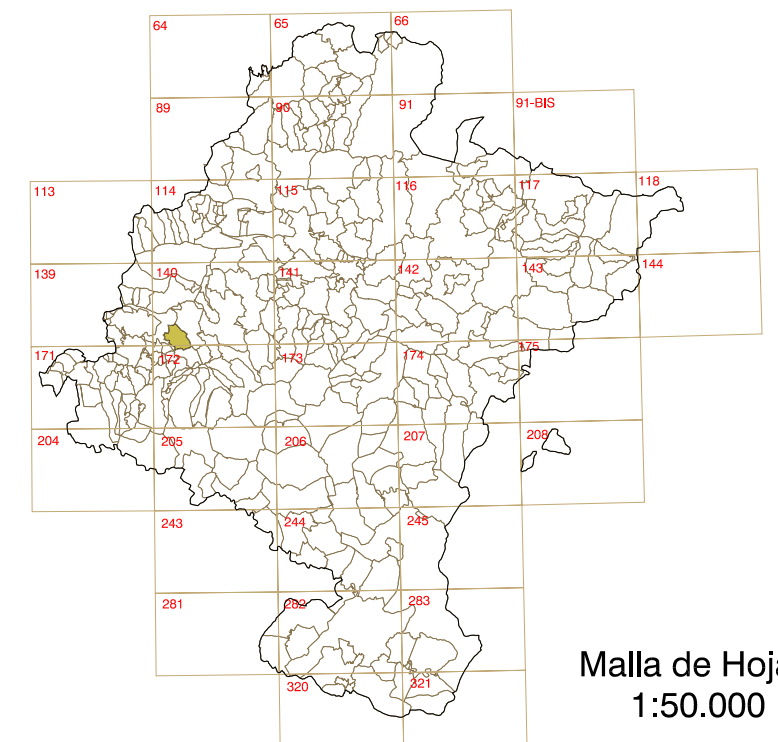 64 65 66
89 90 91 91-BIS
113 114 115 116 117 118
139 140 141 142 143 144
171 172 173 174 175
204 205 206 207 208
243 244 245
281 282 283
320 321
Malla de Hoja
1:50.000